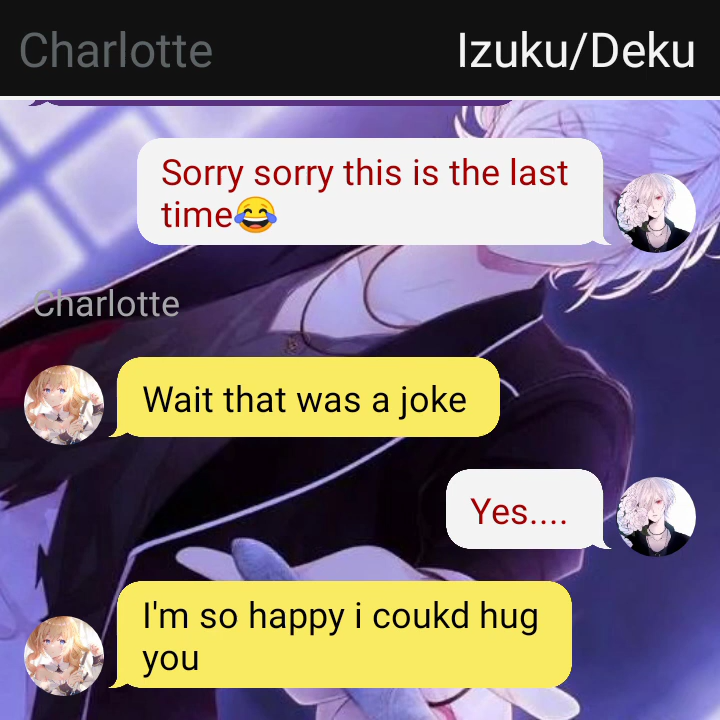 Charlotte Izuku/Deku
Sorry sorry this is the last
time😂
Charlotte
Wait that was a joke
Yes....
I'm so happy i coukd hug
you